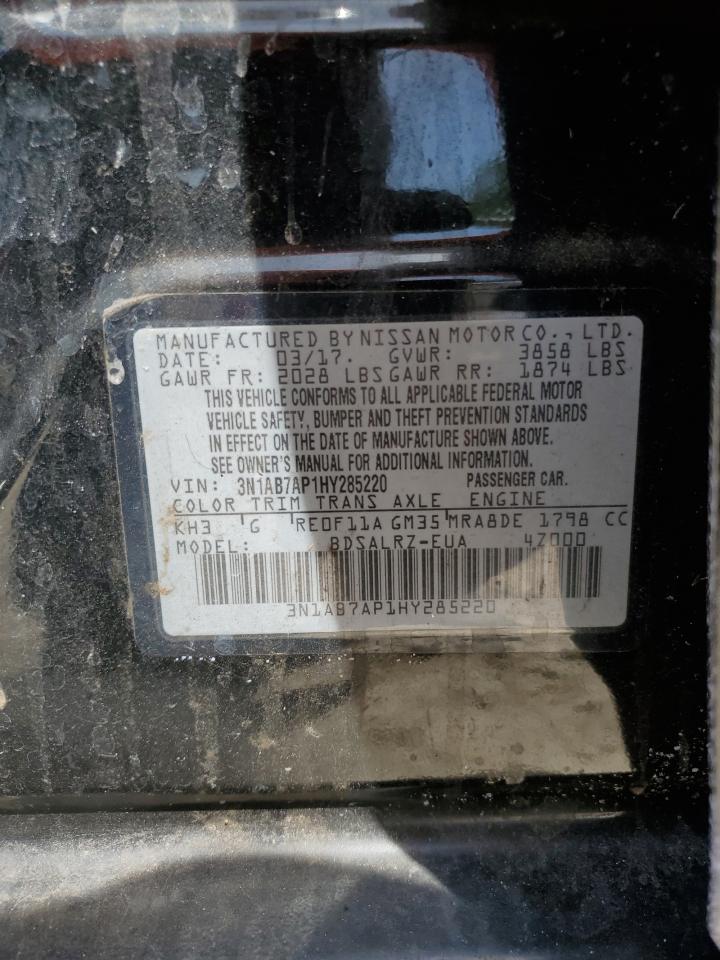 MANUFACTURED BY NISSAN MOTOR CO., LTD.
DATE: 03/17. GVWR: 3858 LBS
GAWR FR: 2028 LBS GAWR RR: 1874 LBS
THIS VEHICLE CONFORMS TO ALL APPLICABLE FEDERAL MOTOR
VEHICLE SAFETY, BUMPER AND THEFT PREVENTION STANDARDS
IN EFFECT ON THE DATE OF MANUFACTURE SHOWN ABOVE.
SEE OWNER'S MANUAL FOR ADDITIONAL INFORMATION.
VIN: 3N1AB7AP1HY285220 PASSENGER CAR.
COLOR TRIM TRANS AXLE ENGINE
KH3 G RE0F11A GM35 MRA8DE 1798 CC
MODEL: BDSALRZ-EUA 4Z000
3N1AB7AP1HY285220